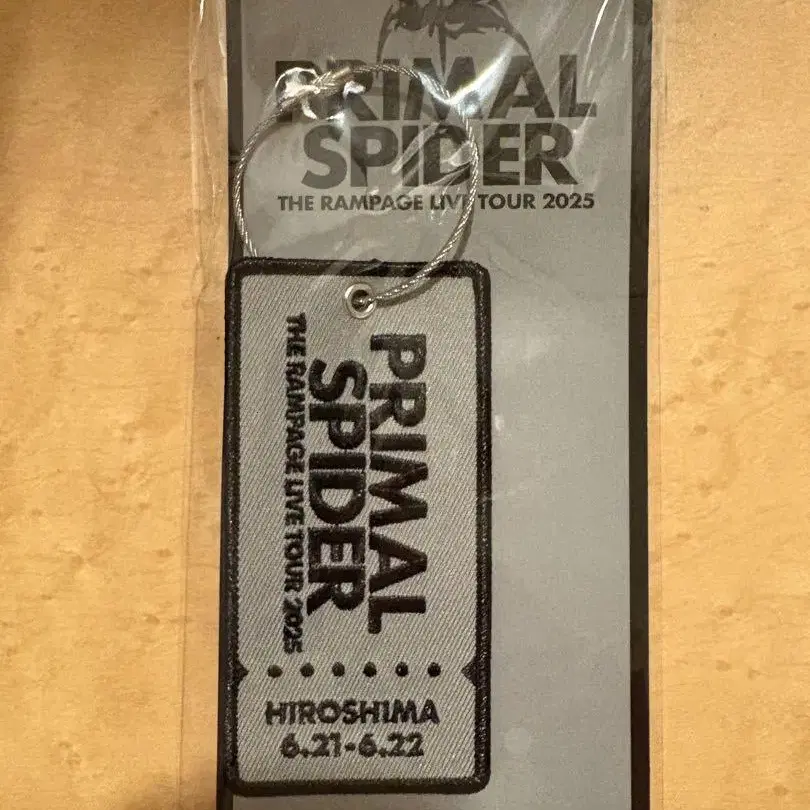 PRIMAL
SPIDER
THE RAMPAGE LIVE TOUR 2025
PRIMAL
SPIDER
THE RAMPAGE LIVE TOUR 2025
HIROSHIMA
6.21-6.22